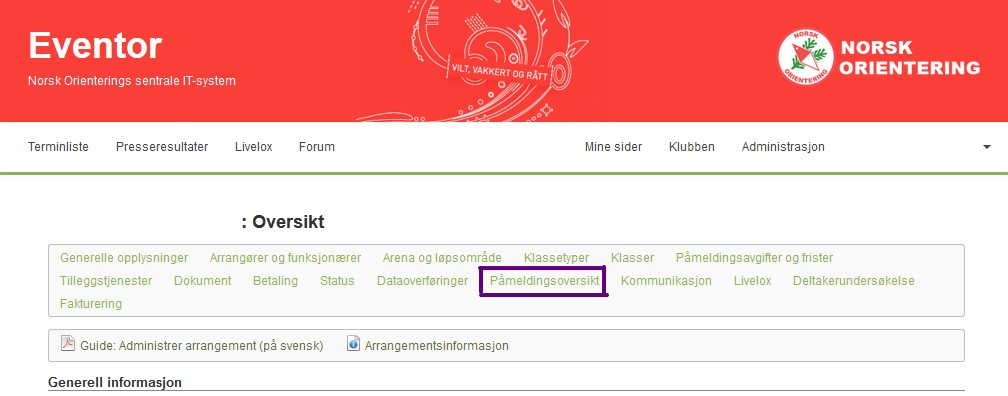 Eventor
Norsk Orienterings sentrale IT-system
VILT, VAKKERT OG RÅTT
NORSK ORIENTERING
NORSK
ORIENTERING
Terminliste Presseresultater Livelox Forum Mine sider Klubben Administrasjon
: Oversikt
Generelle opplysninger Arrangører og funksjonærer Arena og løpsområde Klassetyper Klasser Påmeldingsavgifter og frister
Tilleggstjenester Dokument Betaling Status Dataoverføringer Påmeldingsoversikt Kommunikasjon Livelox Deltakerundersøkelse
Fakturering
Guide: Administrer arrangement (på svensk) Arrangementsinformasjon
Generell informasjon